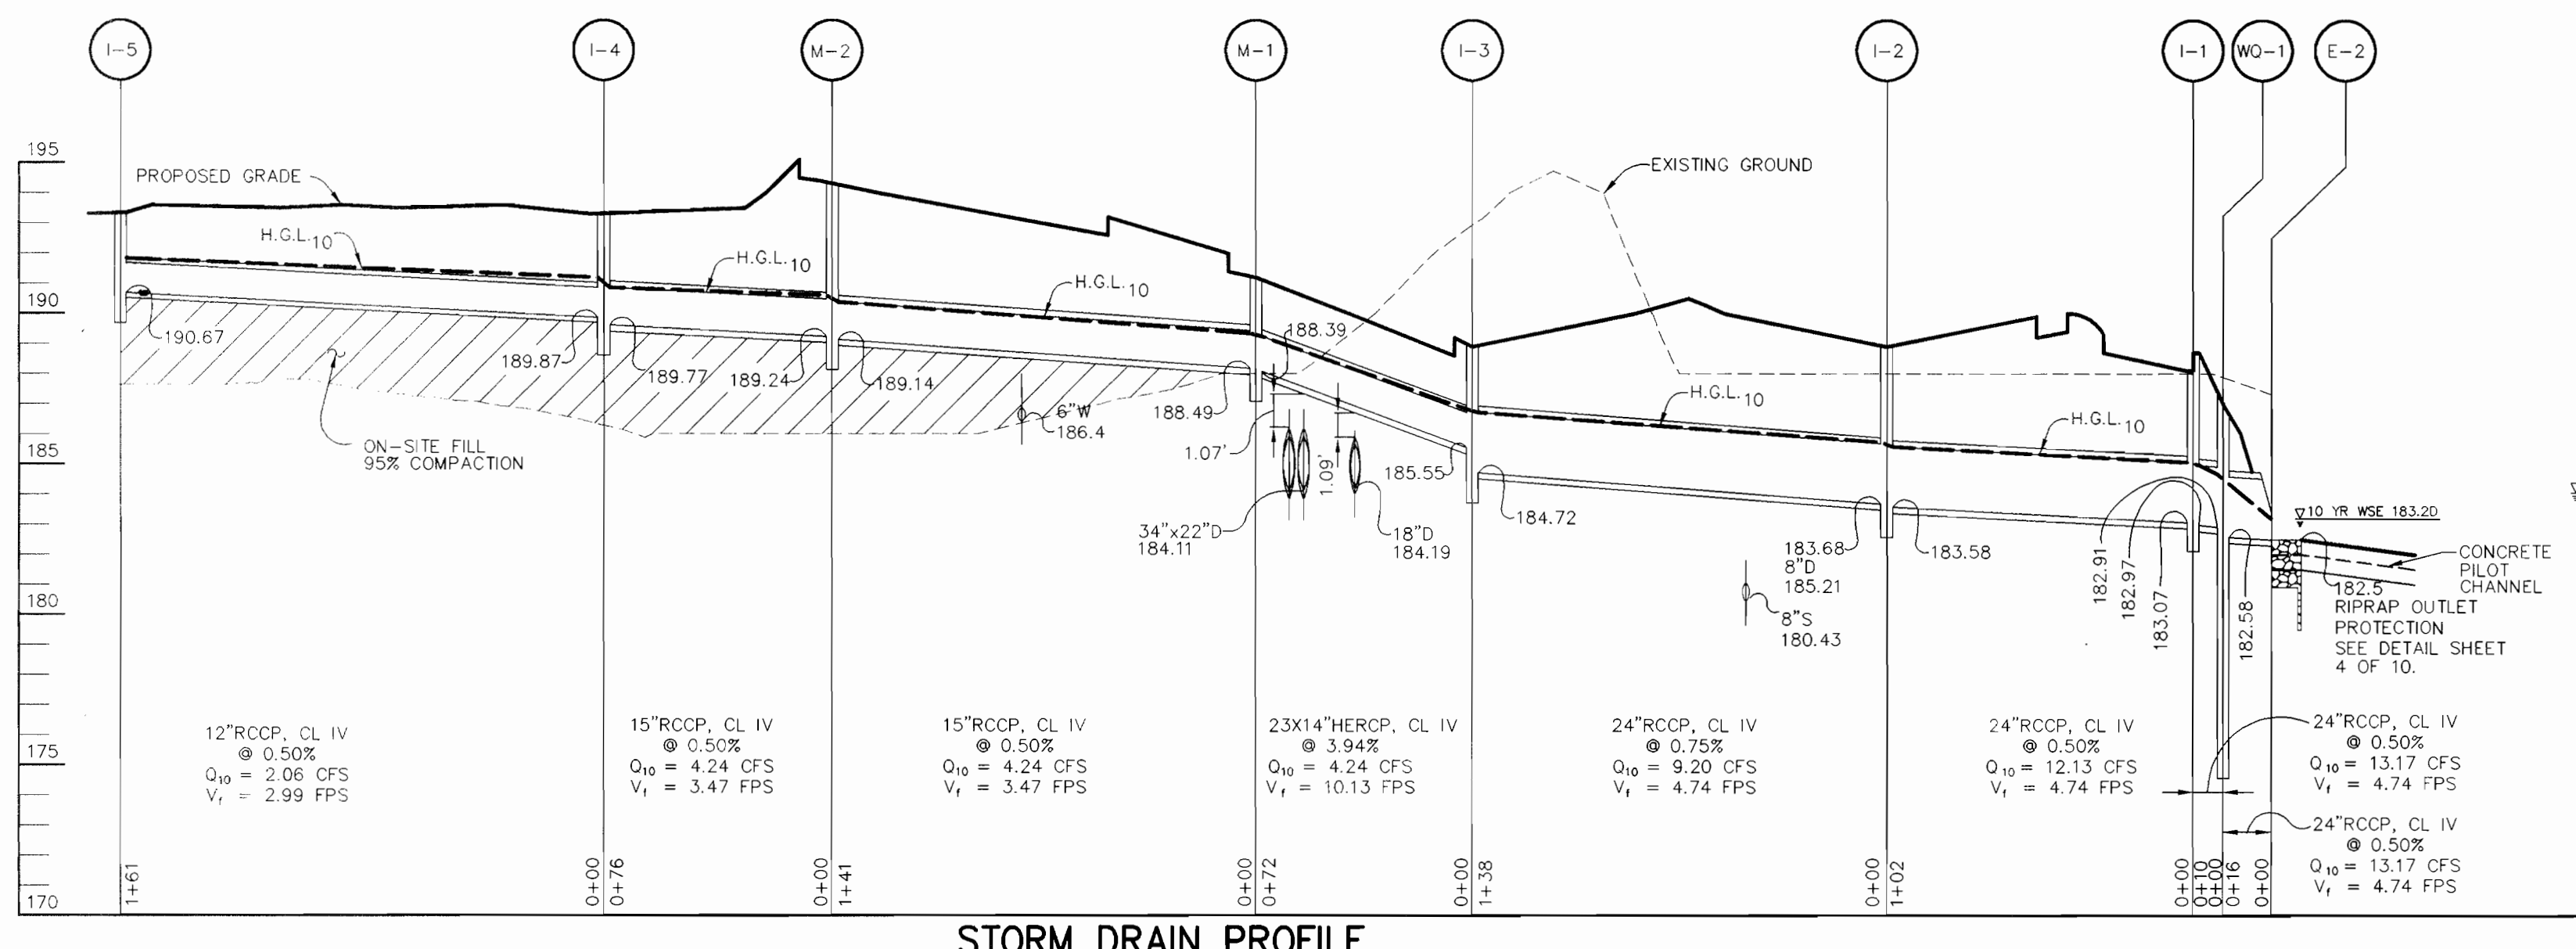 I-5
I-4
M-2
M-1
I-3
I-2
I-1
WQ-1
E-2
195
190
185
180
175
170
PROPOSED GRADE
EXISTING GROUND
H.G.L.10
H.G.L.10
H.G.L.10
H.G.L.10
H.G.L.10
190.67
189.87
189.77
189.24
189.14
188.49
188.39
6"W
186.4
ON-SITE FILL
95% COMPACTION
1.07'
1.09'
34"x22"D
184.11
18"D
184.19
185.55
184.72
183.68
8"D
185.21
183.58
8"S
180.43
182.91
182.97
183.07
182.58
10 YR WSE 183.20
CONCRETE
PILOT
CHANNEL
182.5
RIPRAP OUTLET
PROTECTION
SEE DETAIL SHEET
4 OF 10.
12"RCCP, CL IV
@ 0.50%
Q10 = 2.06 CFS
Vf = 2.99 FPS
15"RCCP, CL IV
@ 0.50%
Q10 = 4.24 CFS
Vf = 3.47 FPS
15"RCCP, CL IV
@ 0.50%
Q10 = 4.24 CFS
Vf = 3.47 FPS
23X14"HERCP, CL IV
@ 3.94%
Q10 = 4.24 CFS
Vf = 10.13 FPS
24"RCCP, CL IV
@ 0.75%
Q10 = 9.20 CFS
Vf = 4.74 FPS
24"RCCP, CL IV
@ 0.50%
Q10 = 12.13 CFS
Vf = 4.74 FPS
24"RCCP, CL IV
@ 0.50%
Q10 = 13.17 CFS
Vf = 4.74 FPS
24"RCCP, CL IV
@ 0.50%
Q10 = 13.17 CFS
Vf = 4.74 FPS
1+61
0+00
0+76
0+00
1+41
0+00
0+72
0+00
1+38
0+00
1+02
0+00
0+10
0+00
0+16
0+00
STORM DRAIN PROFILE